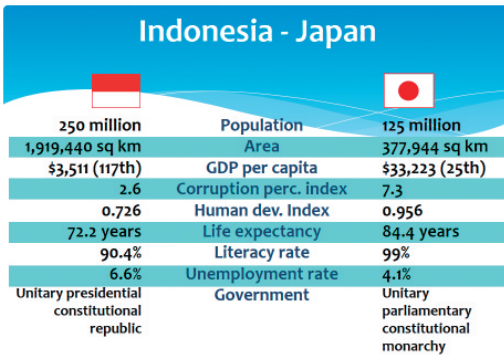 Indonesia - Japan
250 million Population 125 million
1,919,440 sq km Area 377,944 sq km
$3,511 (117th) GDP per capita $33,223 (25th)
2.6 Corruption perc. index 7.3
0.726 Human dev. Index 0.956
72.2 years Life expectancy 84.4 years
90.4% Literacy rate 99%
6.6% Unemployment rate 4.1%
Unitary presidential Government Unitary
constitutional parliamentary
republic constitutional
monarchy